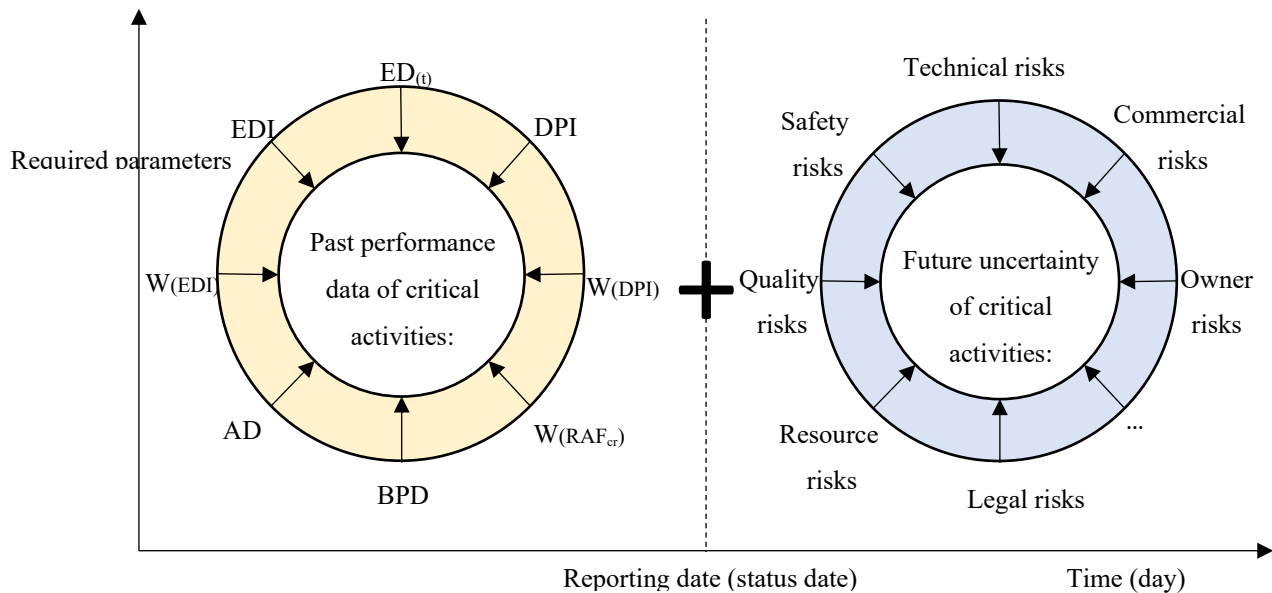 Required parameters
ED(t)
EDI
DPI
W(EDI)
W(DPI)
AD
W(RAFcr)
BPD
Past performance
data of critical
activities:
Technical risks
Safety
risks
Commercial
risks
Quality
risks
Owner
risks
Resource
risks
...
Legal risks
Future uncertainty
of critical
activities:
Reporting date (status date)
Time (day)